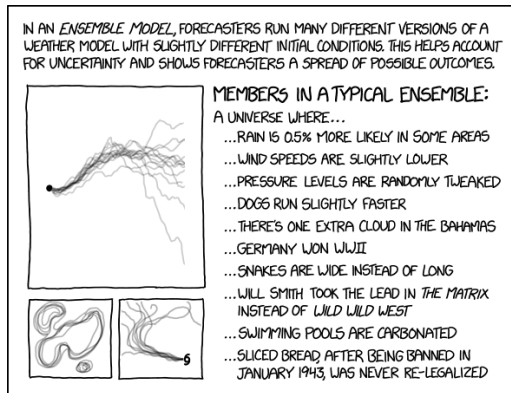 IN AN ENSEMBLE MODEL, FORECASTERS RUN MANY DIFFERENT VERSIONS OF A
WEATHER MODEL WITH SLIGHTLY DIFFERENT INITIAL CONDITIONS. THIS HELPS ACCOUNT
FOR UNCERTAINTY AND SHOWS FORECASTERS A SPREAD OF POSSIBLE OUTCOMES.
MEMBERS IN A TYPICAL ENSEMBLE:
A UNIVERSE WHERE...
...RAIN IS 0.5% MORE LIKELY IN SOME AREAS
...WIND SPEEDS ARE SLIGHTLY LOWER
...PRESSURE LEVELS ARE RANDOMLY TWEAKED
...DOGS RUN SLIGHTLY FASTER
...THERE'S ONE EXTRA CLOUD IN THE BAHAMAS
...GERMANY WON WWII
...SNAKES ARE WIDE INSTEAD OF LONG
...WILL SMITH TOOK THE LEAD IN THE MATRIX
INSTEAD OF WILD WILD WEST
...SWIMMING POOLS ARE CARBONATED
...SLICED BREAD, AFTER BEING BANNED IN
JANUARY 1943, WAS NEVER RE-LEGALIZED